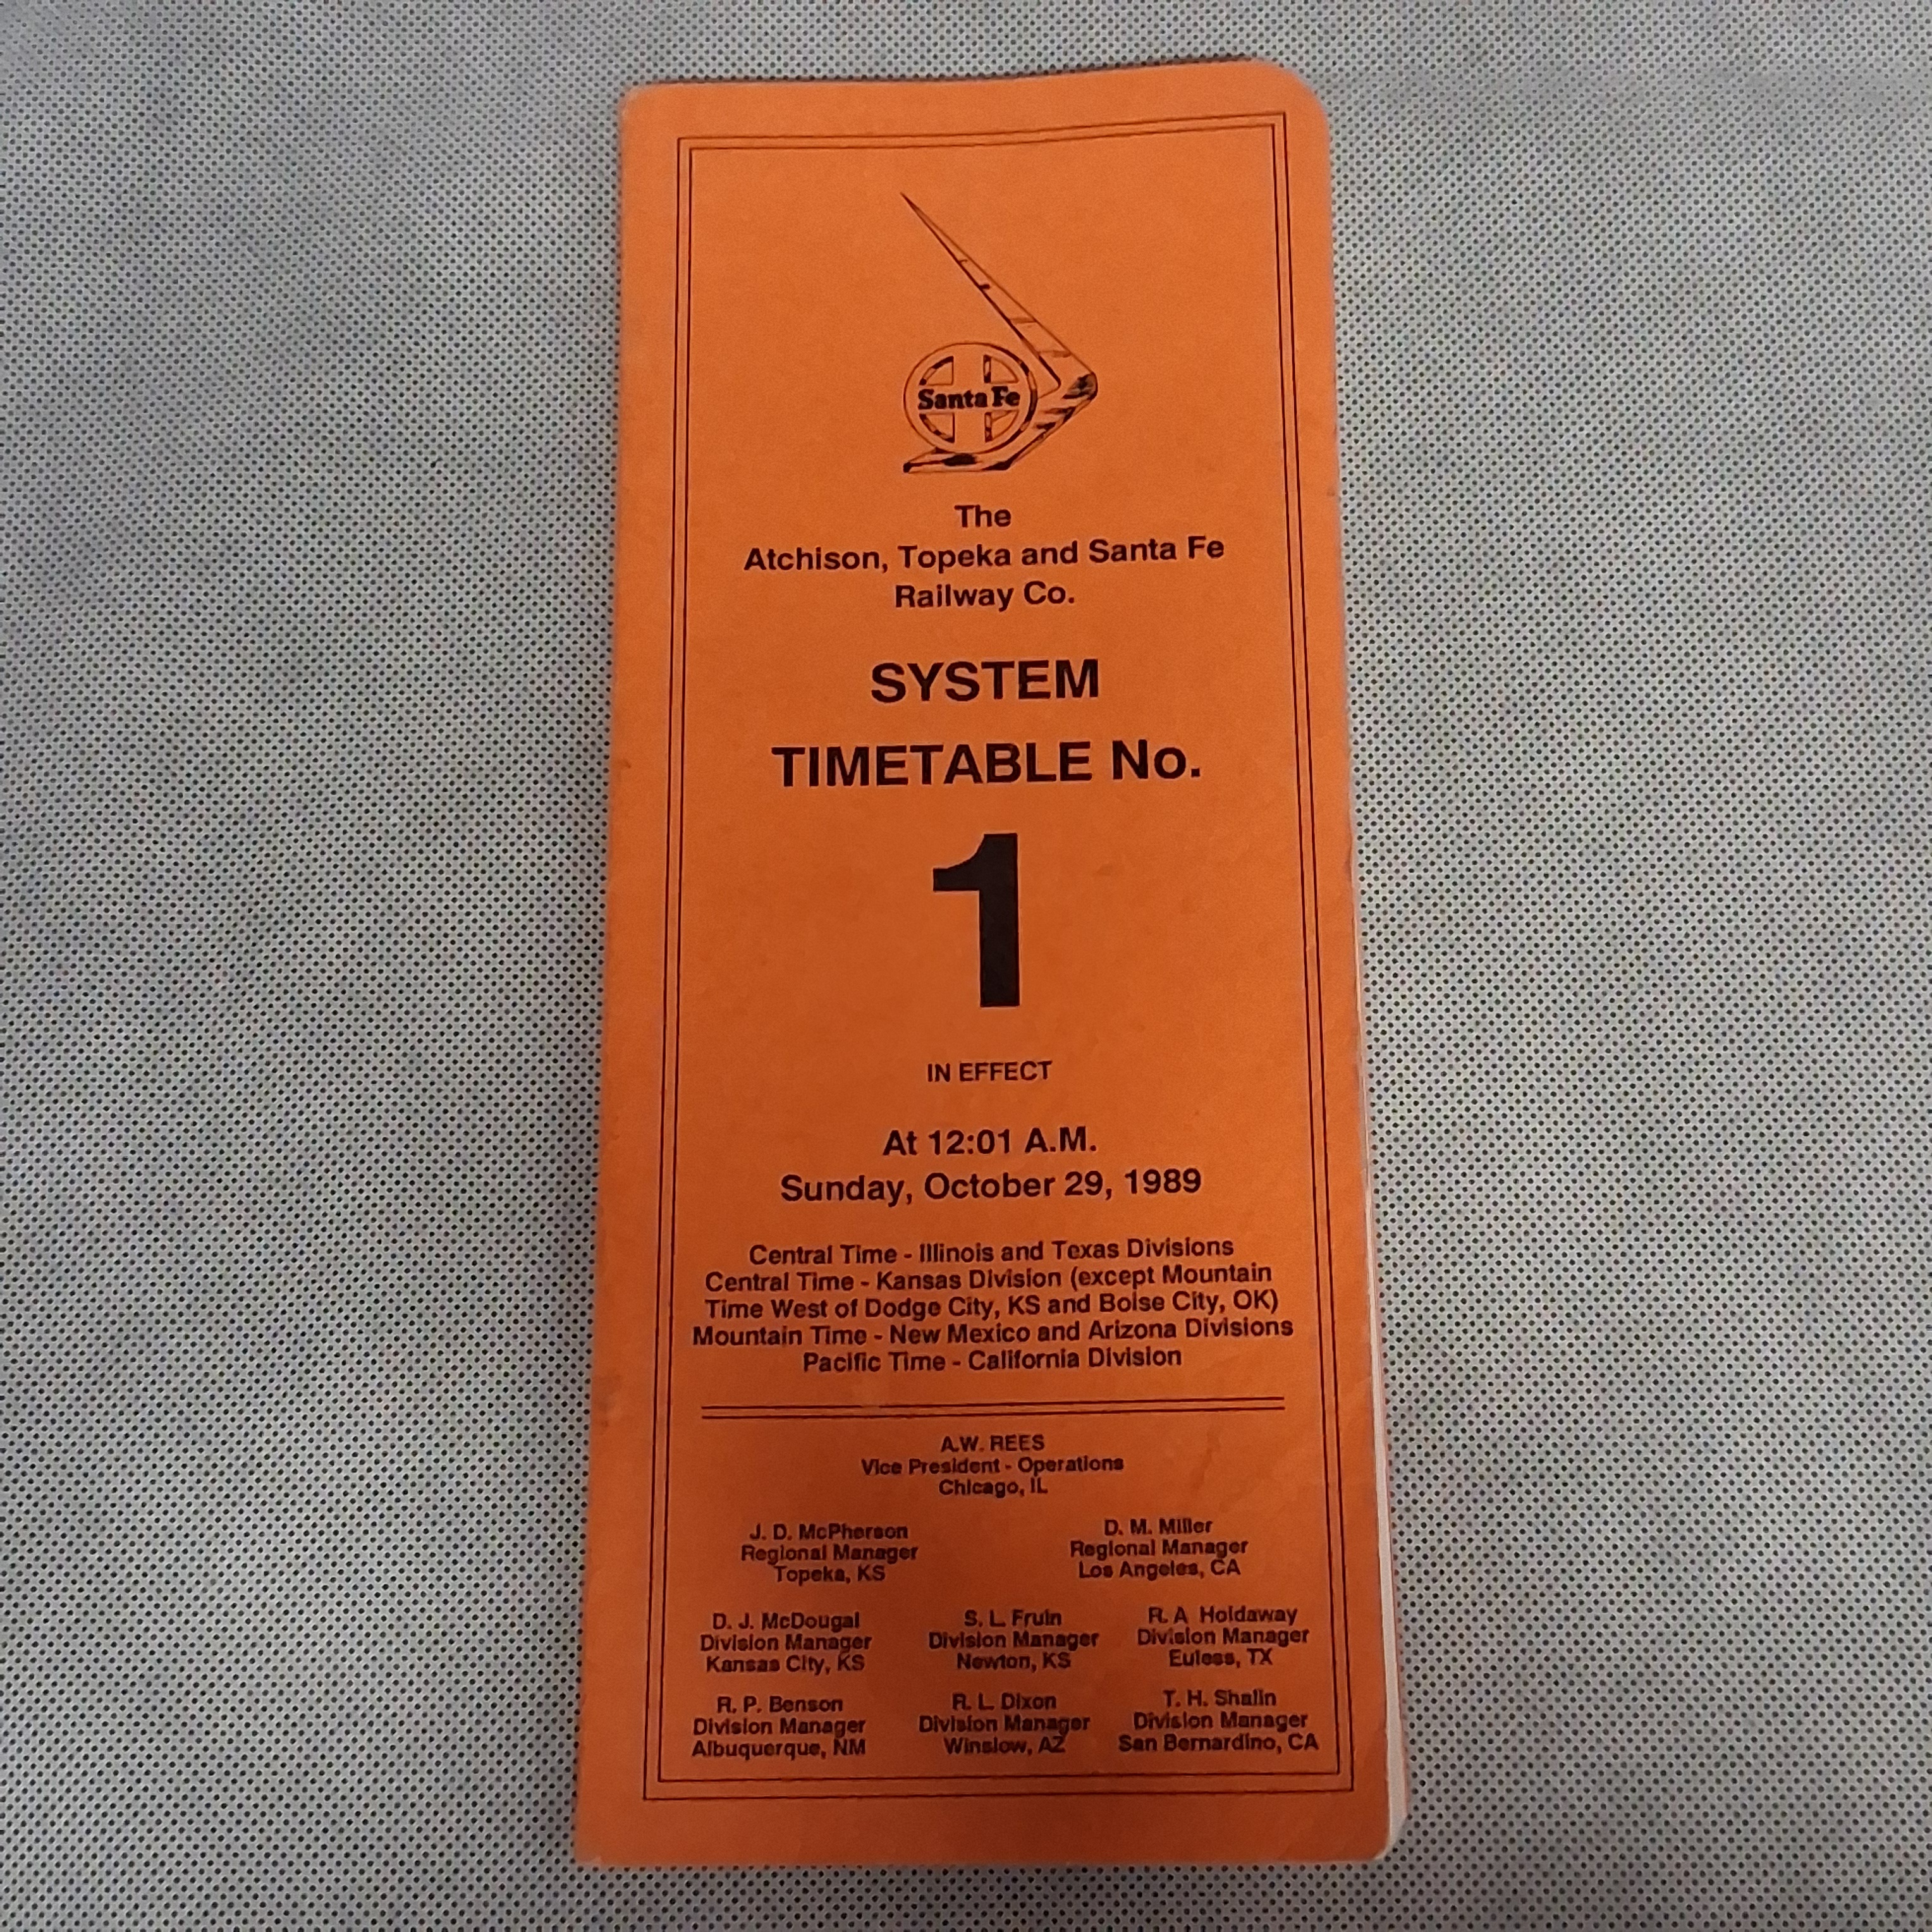 Santa Fe
The
Atchison, Topeka and Santa Fe
Railway Co.
SYSTEM
TIMETABLE No.
1
IN EFFECT
At 12:01 A.M.
Sunday, October 29, 1989
Central Time - Illinois and Texas Divisions
Central Time - Kansas Division (except Mountain
Time West of Dodge City, KS and Boise City, OK)
Mountain Time - New Mexico and Arizona Divisions
Pacific Time - California Division
A.W. REES
Vice President - Operations
Chicago, IL
J. D. McPherson
Regional Manager
Topeka, KS
D. M. Miller
Regional Manager
Los Angeles, CA
D. J. McDougal
Division Manager
Kansas City, KS
S. L. Fruin
Division Manager
Newton, KS
R. A Holdaway
Division Manager
Euless, TX
R. P. Benson
Division Manager
Albuquerque, NM
R. L. Dixon
Division Manager
Winslow, AZ
T. H. Shalin
Division Manager
San Bernardino, CA